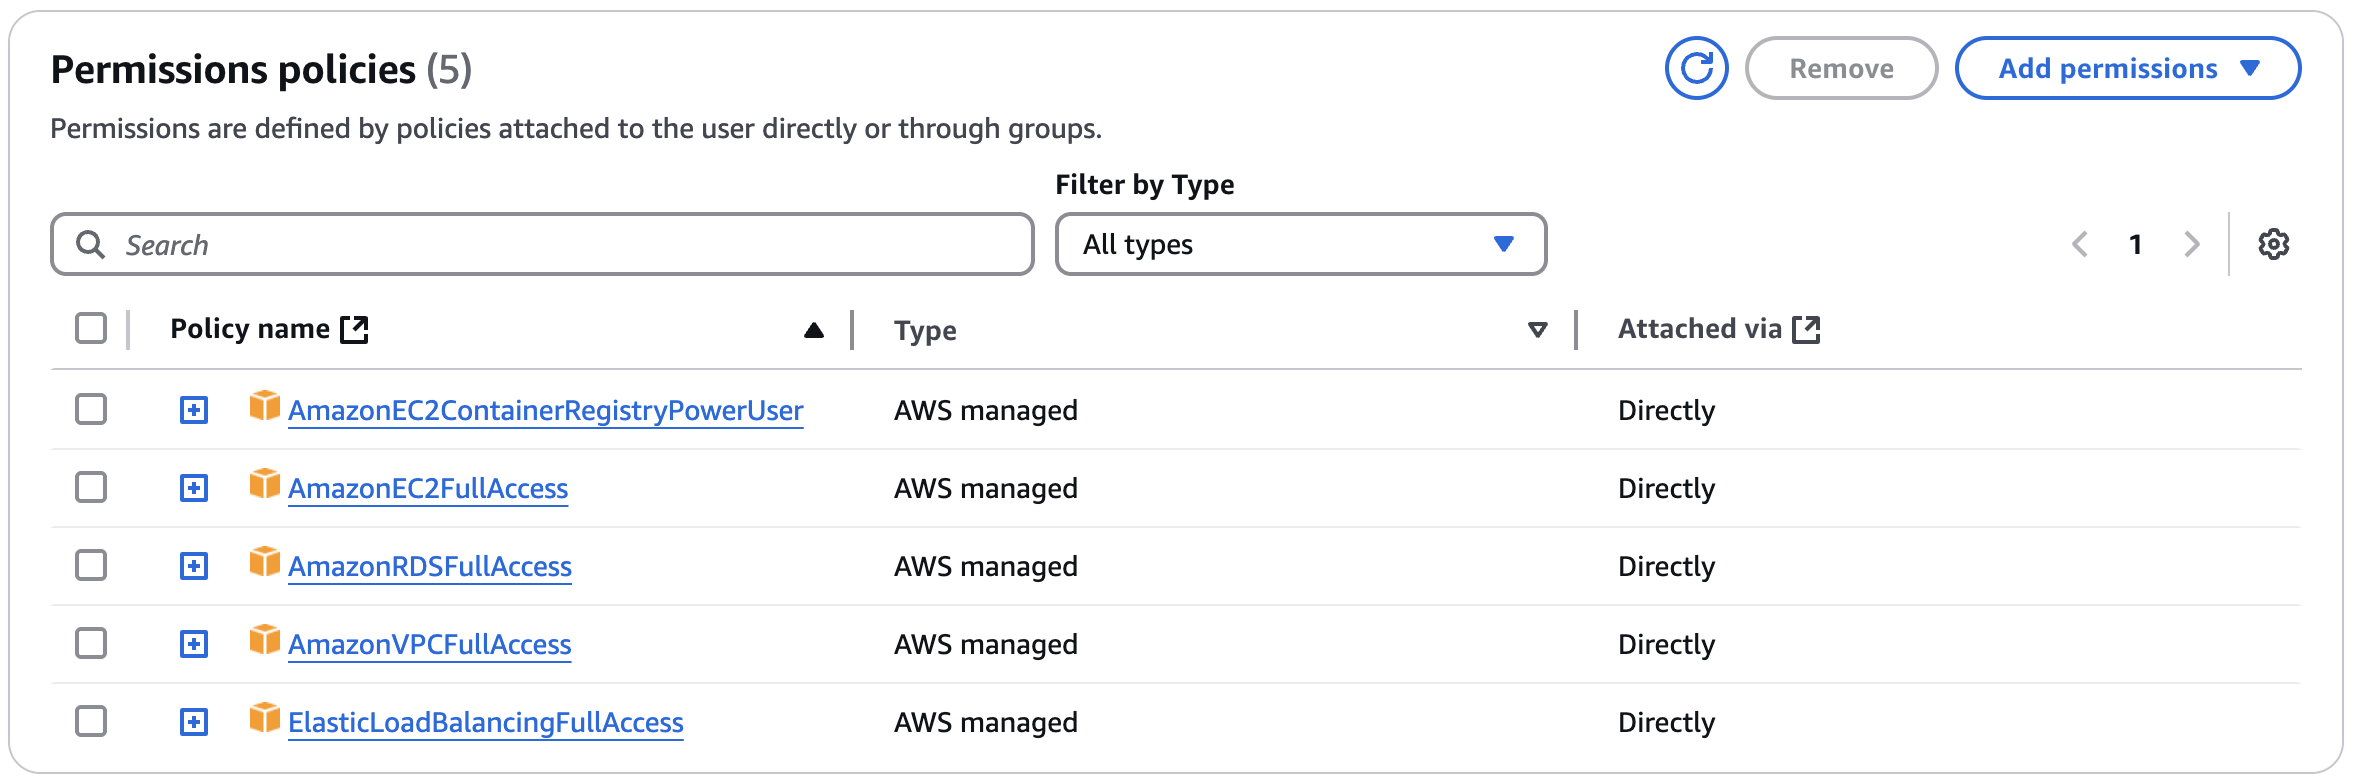 Permissions policies (5)
Remove
Add permissions
Permissions are defined by policies attached to the user directly or through groups.
Filter by Type
Search
All types
1
Policy name
Type
Attached via
AmazonEC2ContainerRegistryPowerUser AWS managed Directly
AmazonEC2FullAccess AWS managed Directly
AmazonRDSFullAccess AWS managed Directly
AmazonVPCFullAccess AWS managed Directly
ElasticLoadBalancingFullAccess AWS managed Directly